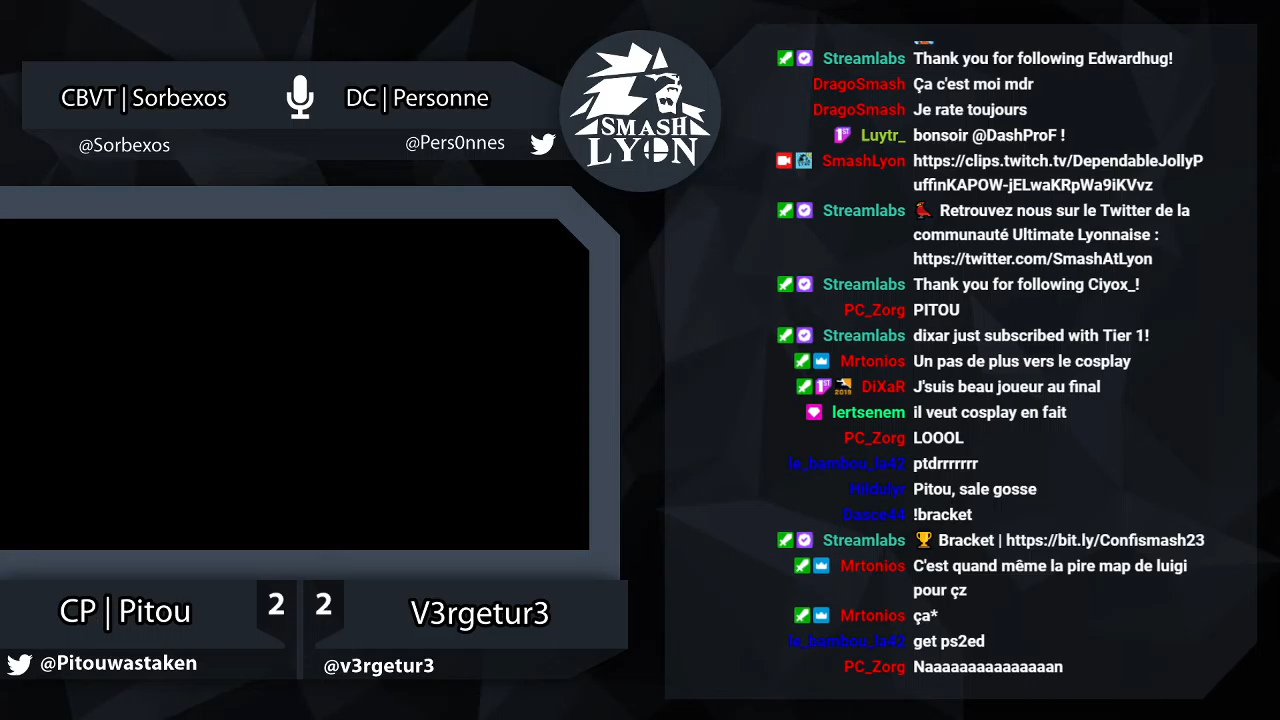 CBVT | Sorbexos
DC | Personne
@Sorbexos
@Pers0nnes
SMASH
LYON
CP | Pitou
2
2
V3rgetur3
@Pitouwastaken
@v3rgetur3
Streamlabs Thank you for following Edwardhug!
DragoSmash Ça c'est moi mdr
DragoSmash Je rate toujours
1ST Luytr_ bonsoir @DashProF !
SmashLyon https://clips.twitch.tv/DependableJollyP
uffinKAPOW-jELwaKRpWa9iKVvz
Streamlabs Retrouvez nous sur le Twitter de la
communauté Ultimate Lyonnaise :
https://twitter.com/SmashAtLyon
Streamlabs Thank you for following Ciyox_!
PC_Zorg PITOU
Streamlabs dixar just subscribed with Tier 1!
Mrtonios Un pas de plus vers le cosplay
1ST 2018 DiXaR J'suis beau joueur au final
lertsenem il veut cosplay en fait
PC_Zorg LOOOL
le_bambou_la42 ptdrrrrrrr
Hildulyr Pitou, sale gosse
Dasce44 !bracket
Streamlabs Bracket | https://bit.ly/Confismash23
Mrtonios C'est quand même la pire map de luigi
pour çz
Mrtonios ça*
le_bambou_la42 get ps2ed
PC_Zorg Naaaaaaaaaaaaaaan